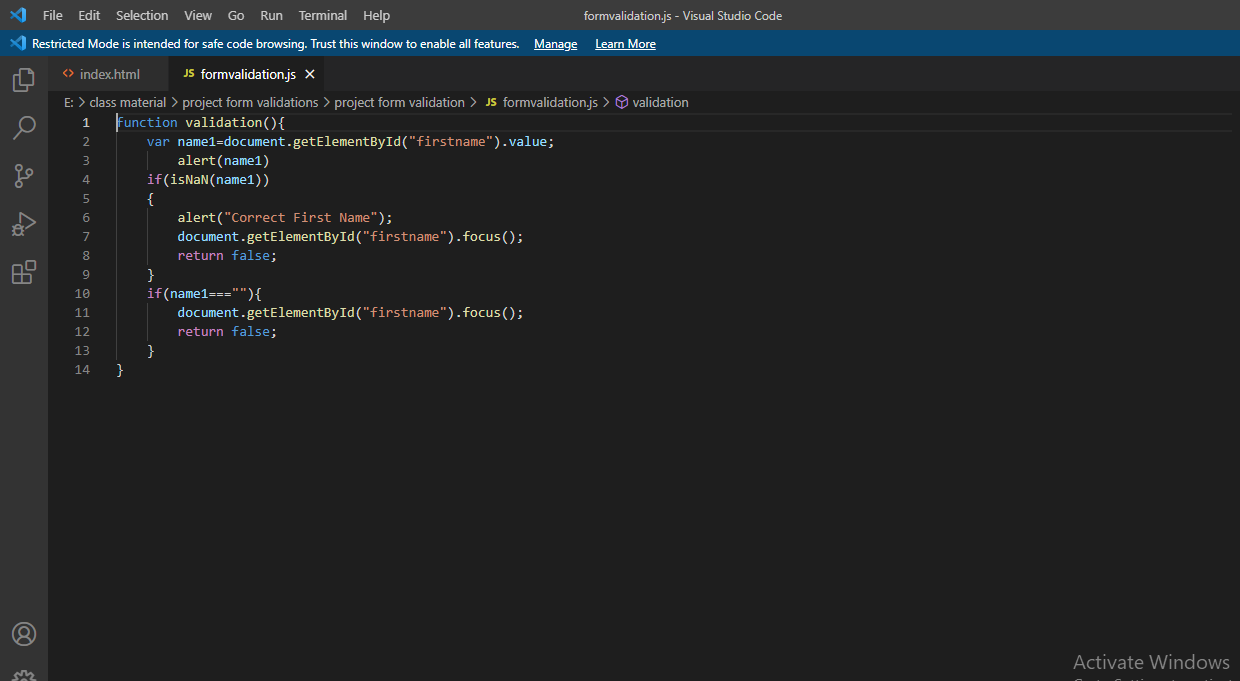 File Edit Selection View Go Run Terminal Help formvalidation.js - Visual Studio Code
Restricted Mode is intended for safe code browsing. Trust this window to enable all features. Manage Learn More
<> index.html JS formvalidation.js ×
E: > class material > project form validations > project form validation > JS formvalidation.js > validation
1 function validation(){
2 var name1=document.getElementById("firstname").value;
3 alert(name1)
4 if(isNaN(name1))
5 {
6 alert("Correct First Name");
7 document.getElementById("firstname").focus();
8 return false;
9 }
10 if(name1===""){
11 document.getElementById("firstname").focus();
12 return false;
13 }
14 }
Activate Windows